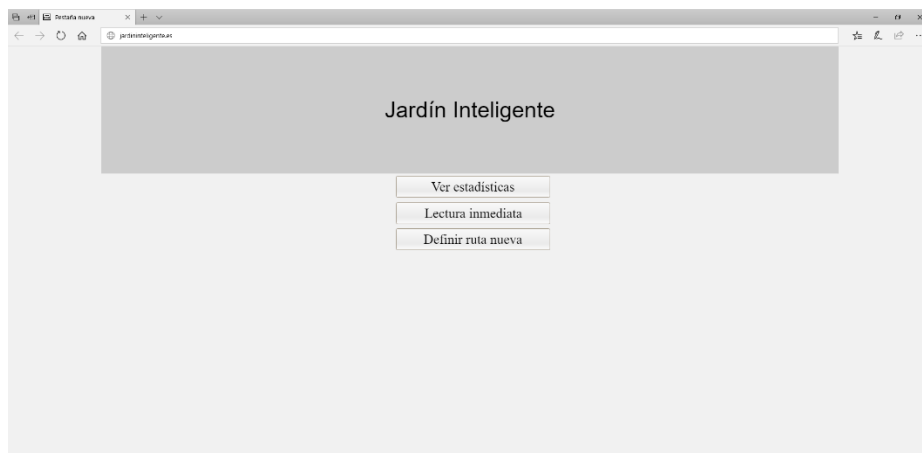 Pestaña nueva
jardininteligente.es
Jardín Inteligente
Ver estadísticas
Lectura inmediata
Definir ruta nueva